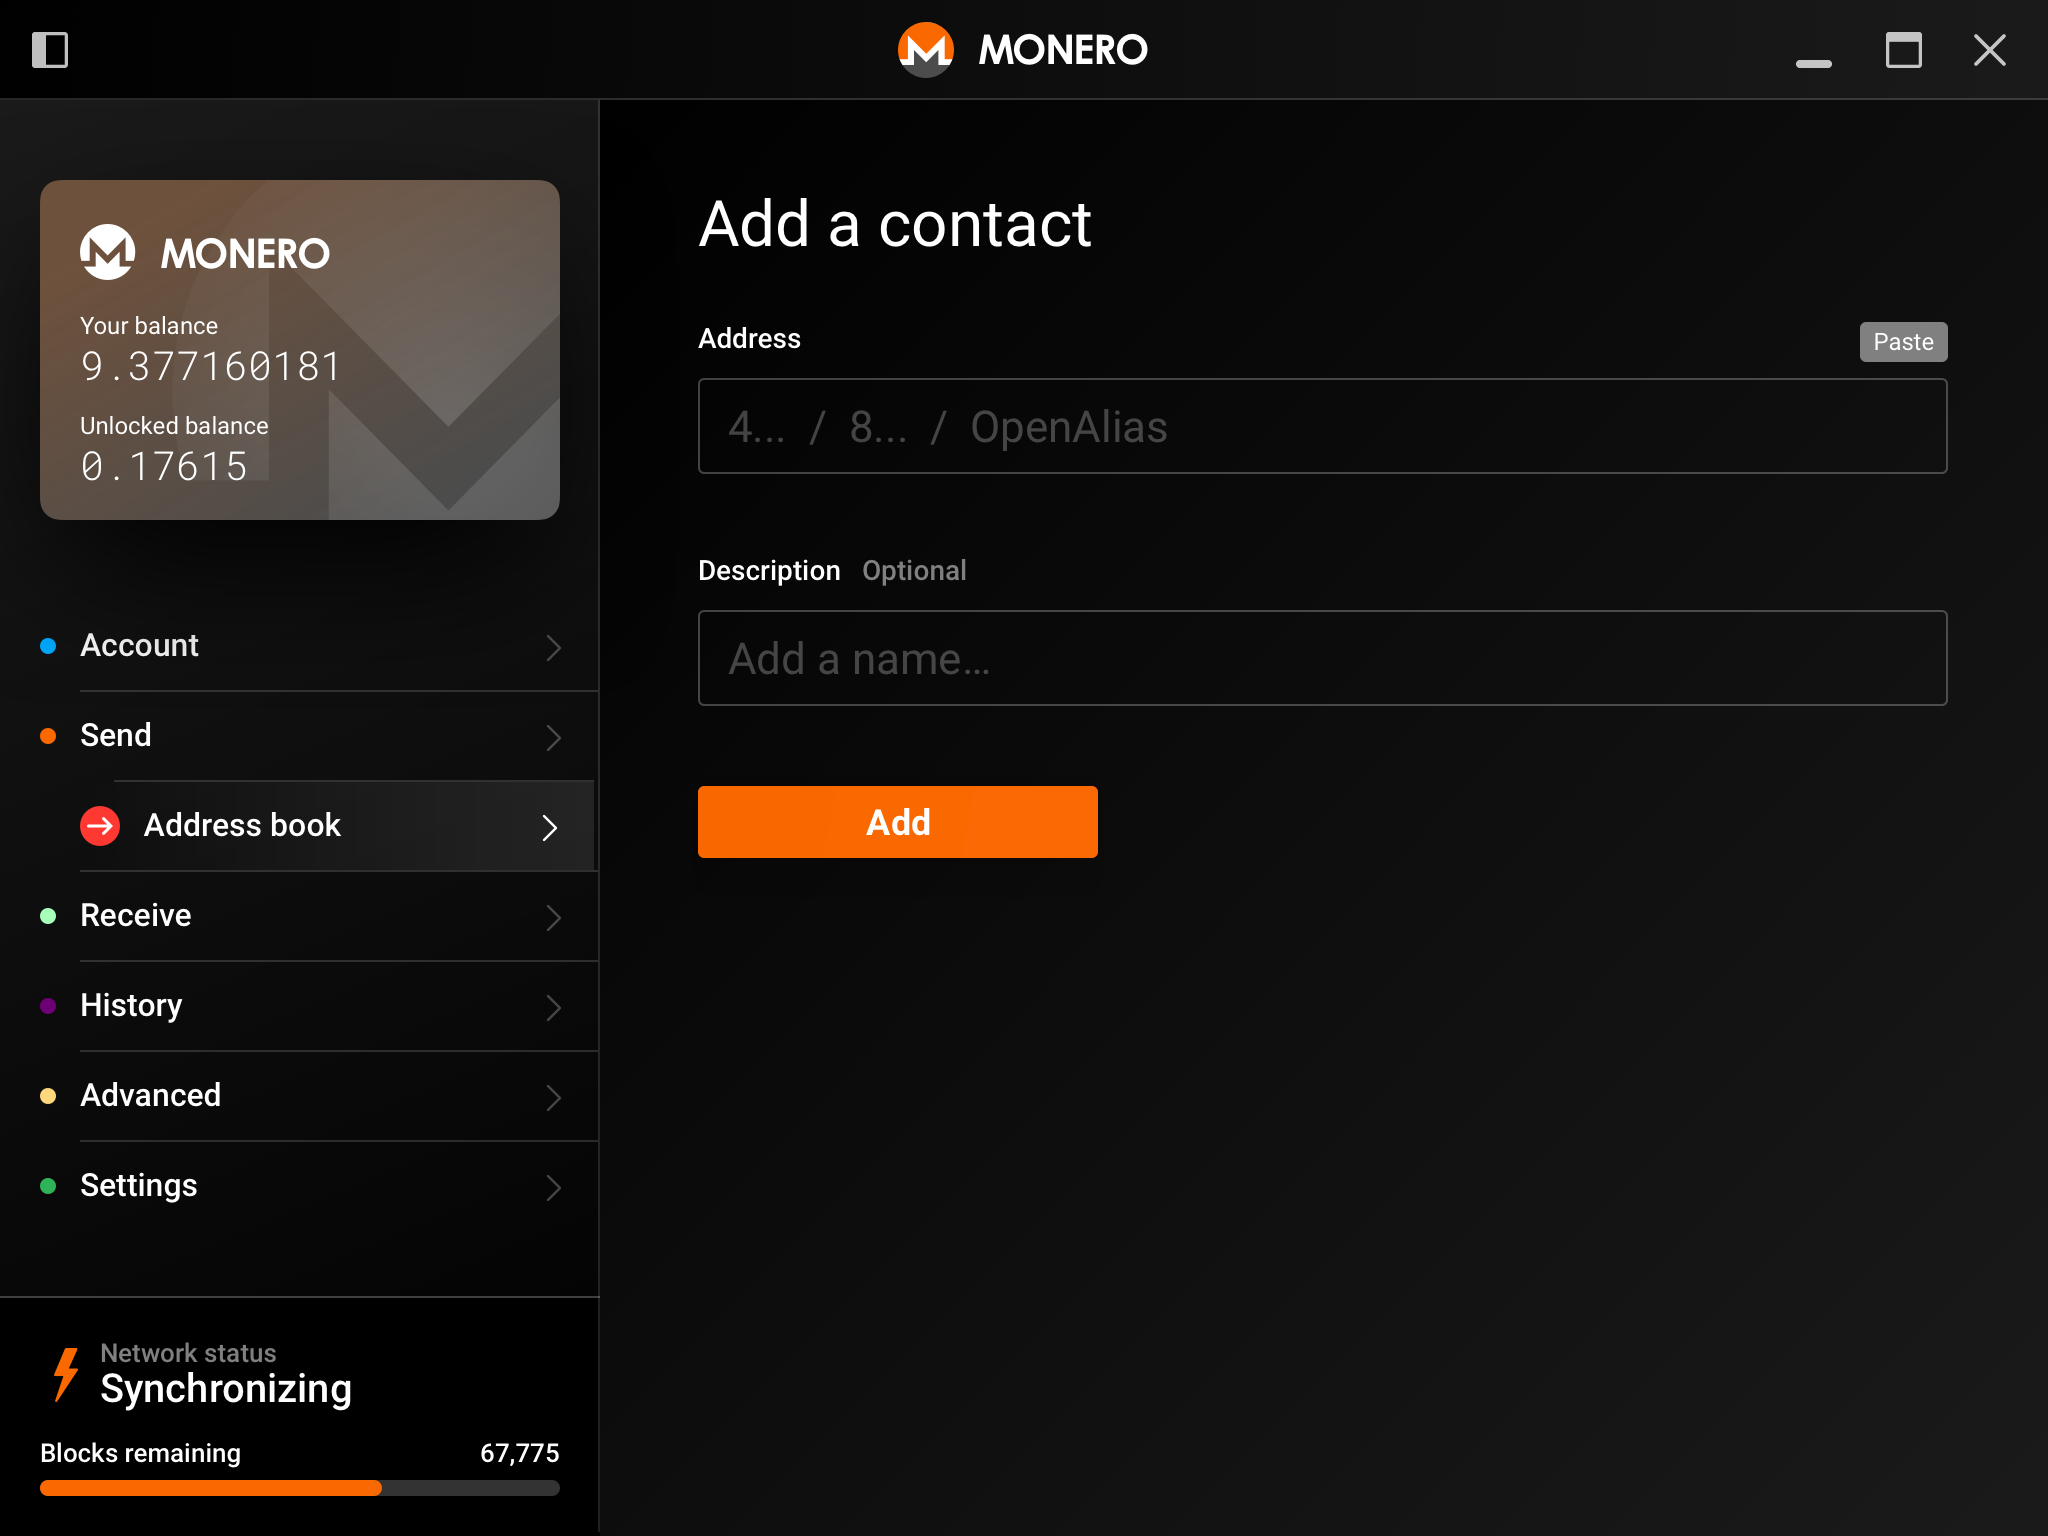 MONERO
MONERO
Your balance
9.377160181
Unlocked balance
0.17615
Account
Send
Address book
Receive
History
Advanced
Settings
Network status
Synchronizing
Blocks remaining 67,775
Add a contact
Address Paste
4... / 8... / OpenAlias
Description Optional
Add a name...
Add